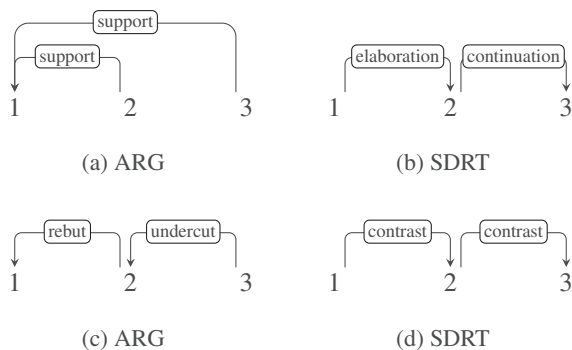 support
support elaboration continuation
1 2 3 1 2 3
(a) ARG (b) SDRT
rebut undercut contrast contrast
1 2 3 1 2 3
(c) ARG (d) SDRT